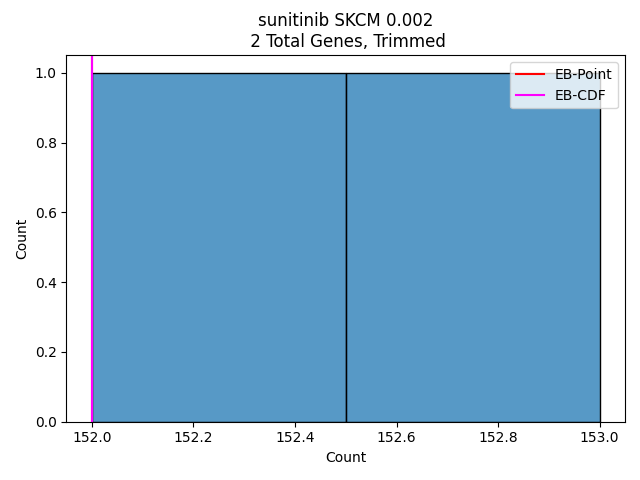 sunitinib SKCM 0.002
2 Total Genes, Trimmed
EB-Point
EB-CDF
Count
1.0
0.8
0.6
0.4
0.2
0.0
152.0 152.2 152.4 152.6 152.8 153.0
Count